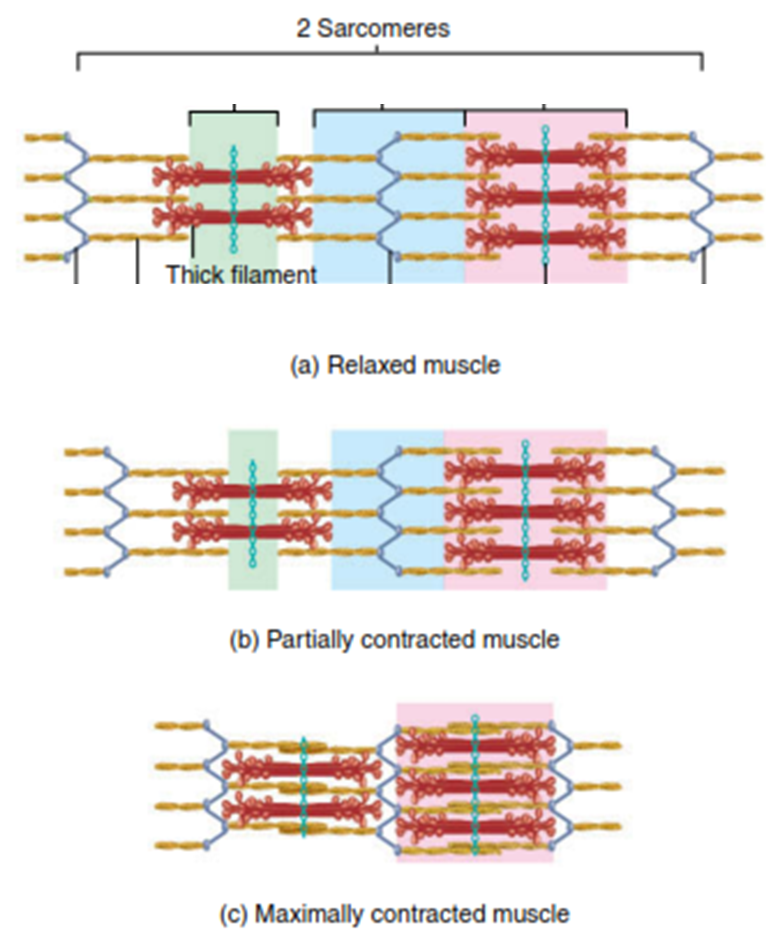 2 Sarcomeres
Thick filament
(a) Relaxed muscle
(b) Partially contracted muscle
(c) Maximally contracted muscle